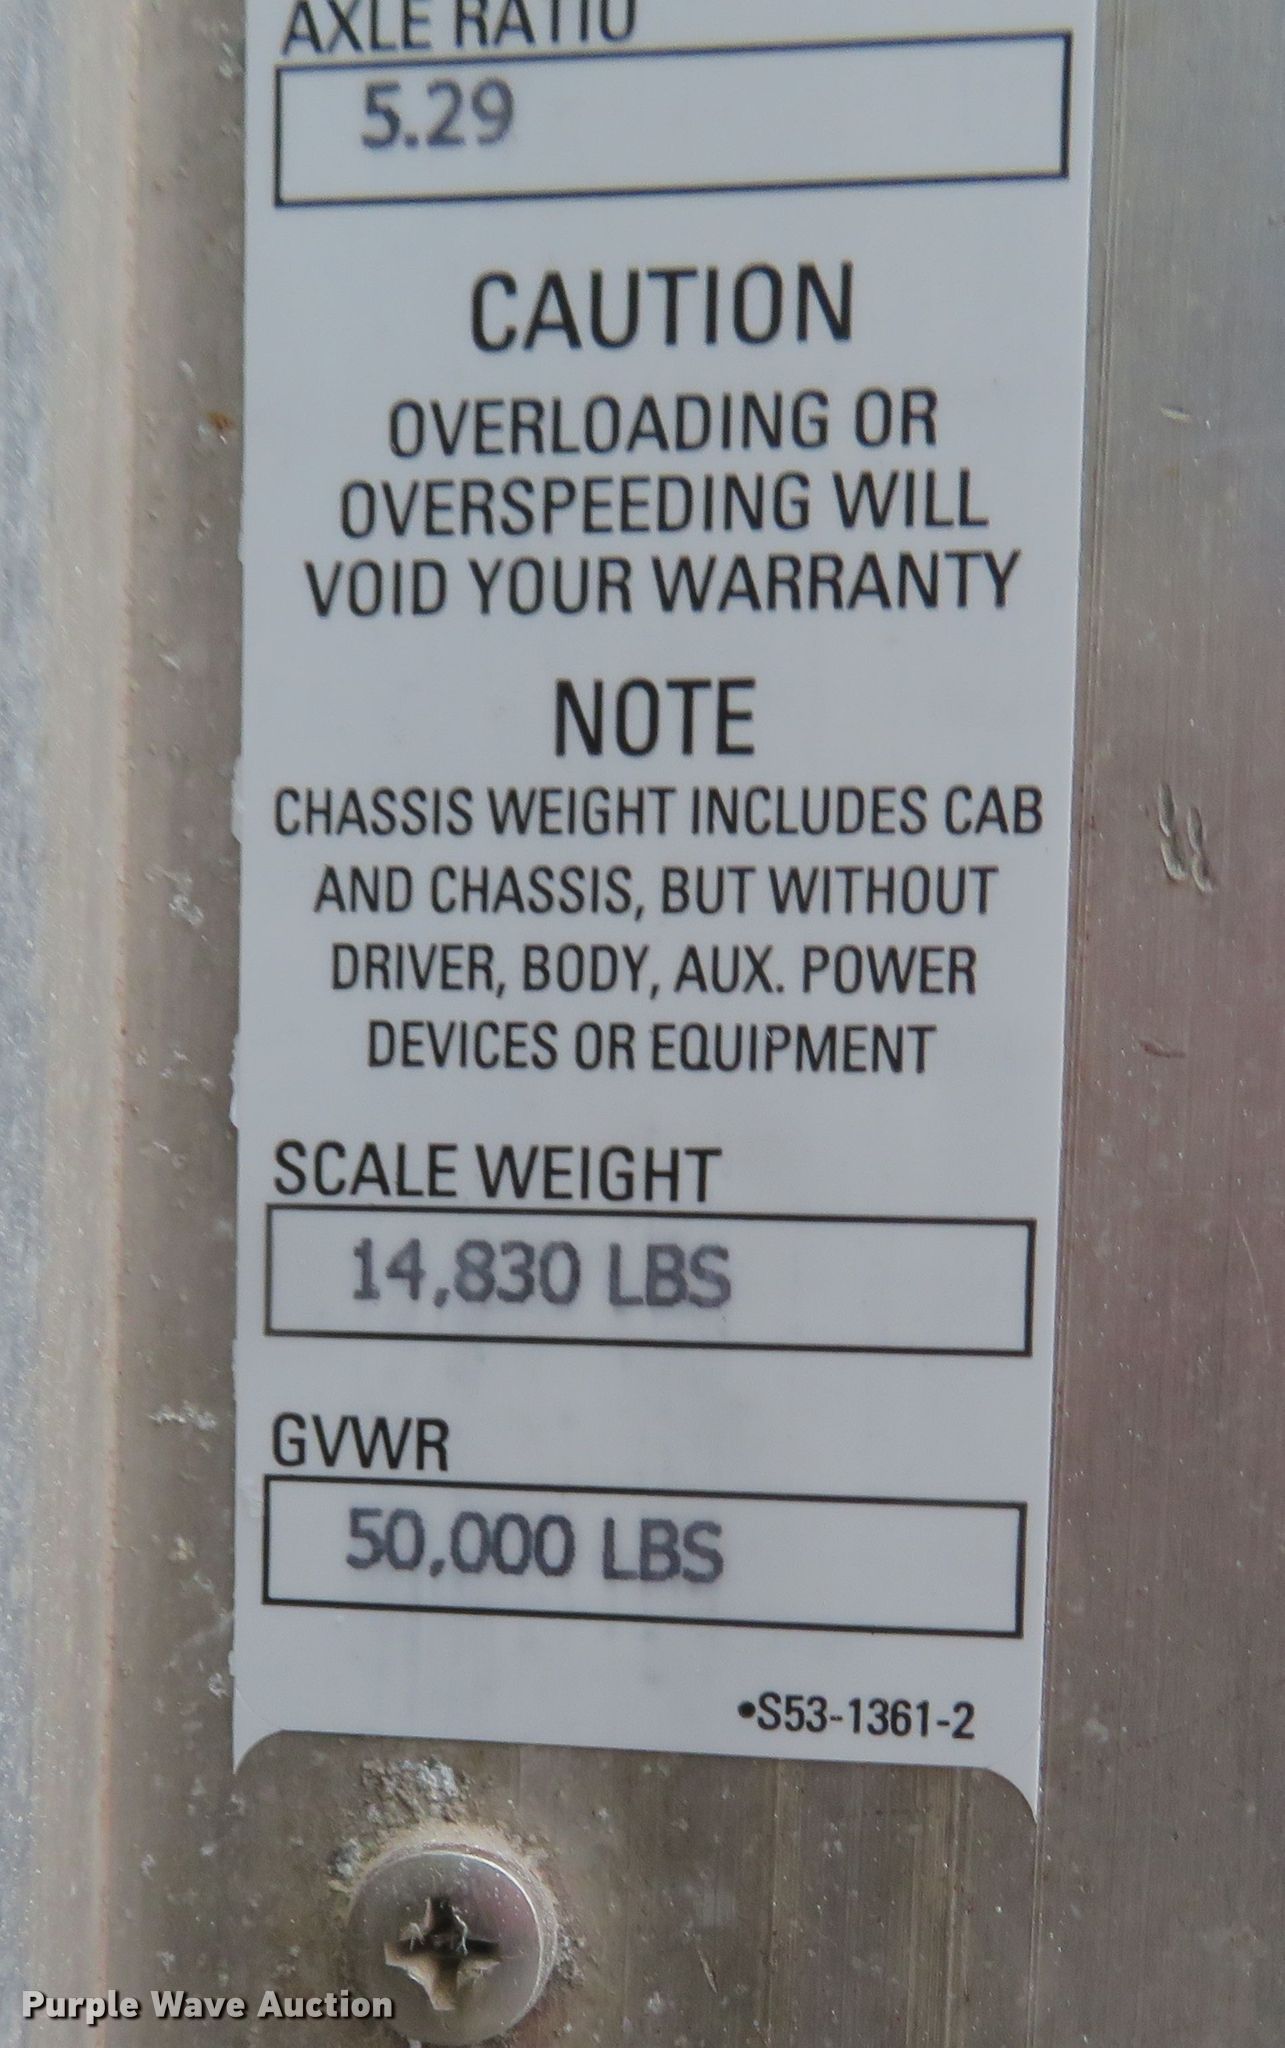 AXLE RATIO
5.29
CAUTION
OVERLOADING OR
OVERSPEEDING WILL
VOID YOUR WARRANTY
NOTE
CHASSIS WEIGHT INCLUDES CAB
AND CHASSIS, BUT WITHOUT
DRIVER, BODY, AUX. POWER
DEVICES OR EQUIPMENT
SCALE WEIGHT
14,830 LBS
GVWR
50,000 LBS
•S53-1361-2
Purple Wave Auction